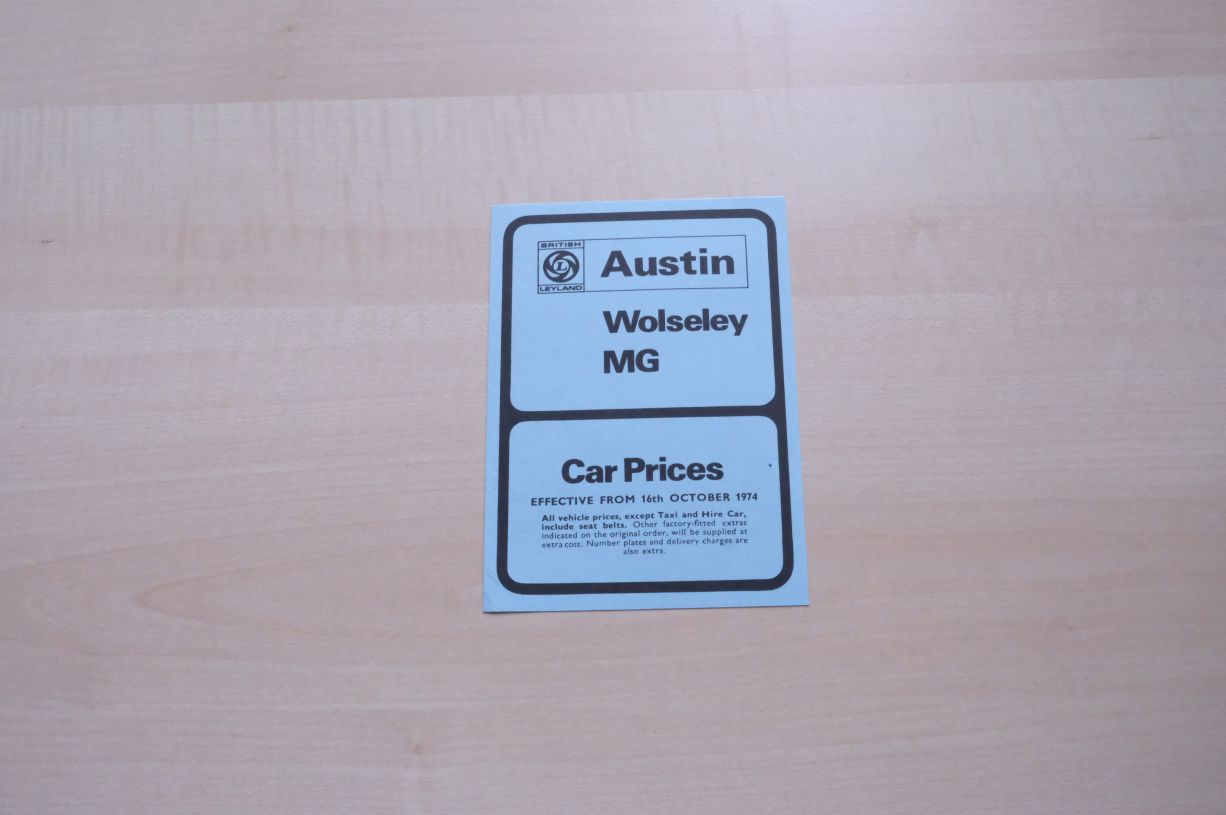 BRITISH
L
LEYLAND
Austin
Wolseley
MG
Car Prices
EFFECTIVE FROM 16th OCTOBER 1974
All vehicle prices, except Taxi and Hire Car,
include seat belts. Other factory-fitted extras
indicated on the original order, will be supplied at
extra cost. Number plates and delivery charges are
also extra.